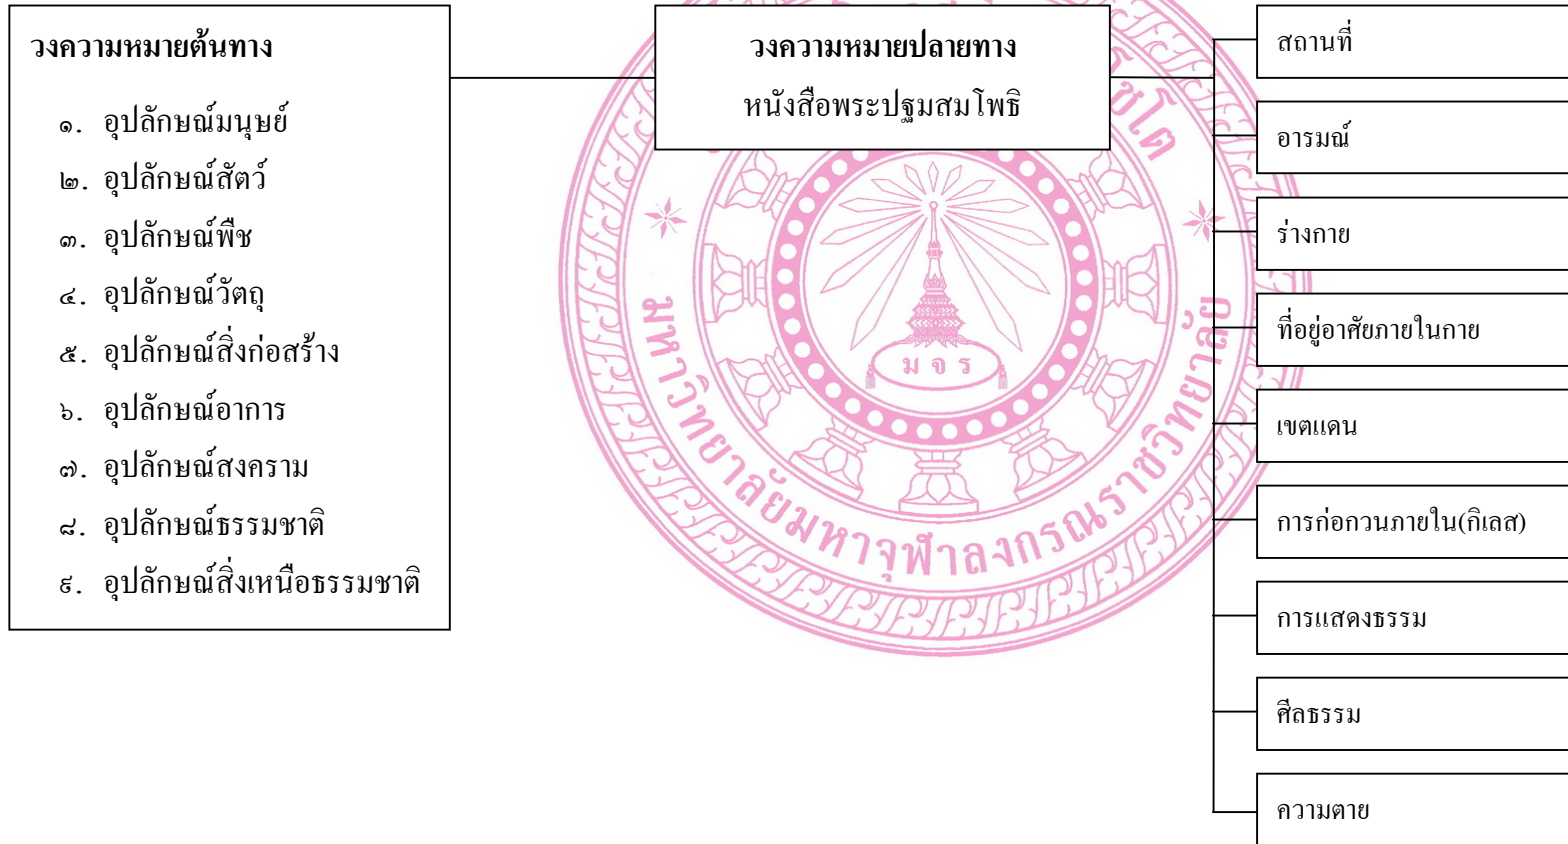 วงความหมายต้นทาง
๑. อุปลักษณ์มนุษย์
๒. อุปลักษณ์สัตว์
๓. อุปลักษณ์พืช
๔. อุปลักษณ์วัตถุ
๕. อุปลักษณ์สิ่งก่อสร้าง
๖. อุปลักษณ์อาการ
๗. อุปลักษณ์สงคราม
๘. อุปลักษณ์ธรรมชาติ
๙. อุปลักษณ์สิ่งเหนือธรรมชาติ
วงความหมายปลายทาง
หนังสือพระปฐมสมโพธิ
สถานที่
อารมณ์
ร่างกาย
ที่อยู่อาศัยภายในกาย
เขตแดน
การก่อกวนภายใน(กิเลส)
การแสดงธรรม
ศีลธรรม
ความตาย
ม จ ร
มหาวิทยาลัยมหาจุฬาลงกรณราชวิทยาลัย